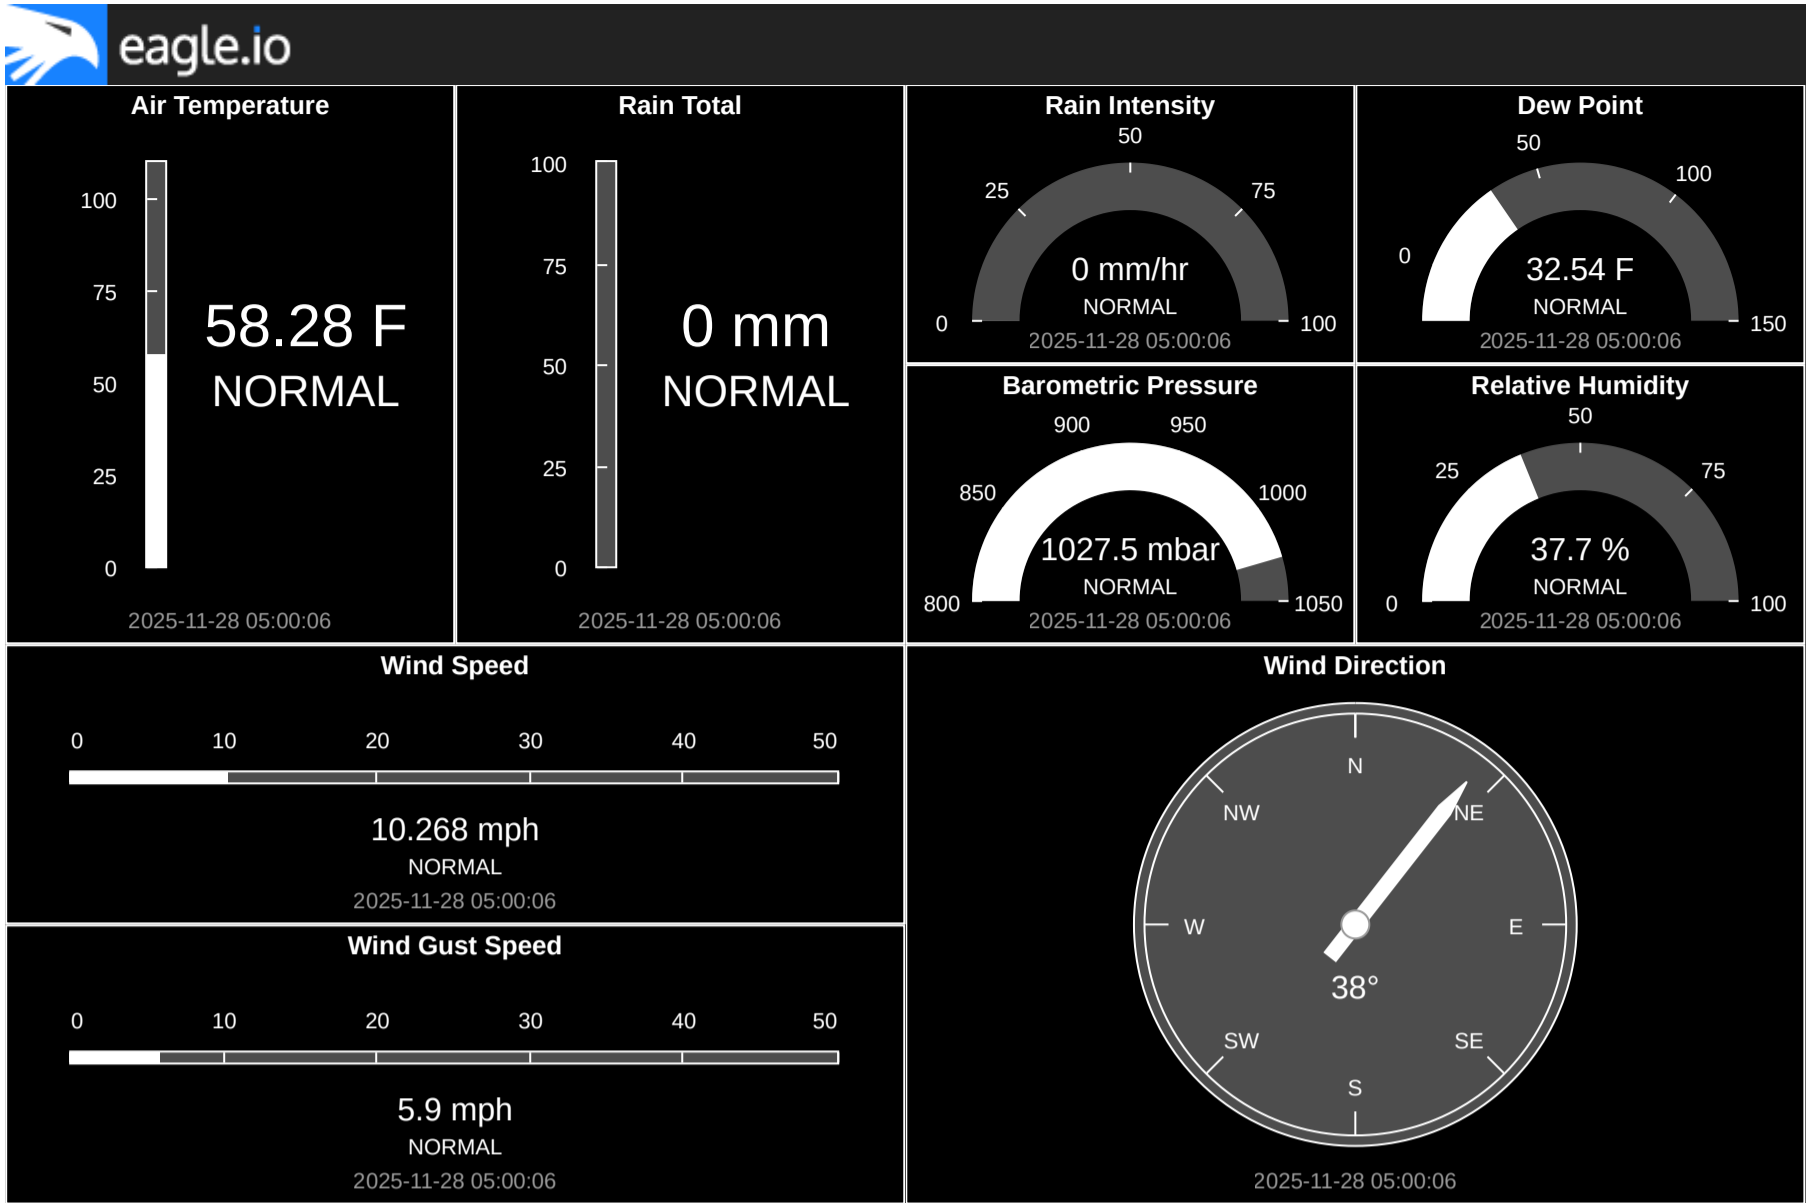 eagle.io
Air Temperature
100
75
50
25
0
58.28 F
NORMAL
2025-11-28 05:00:06
Rain Total
100
75
50
25
0
0 mm
NORMAL
2025-11-28 05:00:06
Rain Intensity
50
25
75
0
100
0 mm/hr
NORMAL
2025-11-28 05:00:06
Dew Point
50
100
0
150
32.54 F
NORMAL
2025-11-28 05:00:06
Barometric Pressure
900
950
850
1000
800
1050
1027.5 mbar
NORMAL
2025-11-28 05:00:06
Relative Humidity
50
25
75
0
100
37.7 %
NORMAL
2025-11-28 05:00:06
Wind Speed
0 10 20 30 40 50
10.268 mph
NORMAL
2025-11-28 05:00:06
Wind Gust Speed
0 10 20 30 40 50
5.9 mph
NORMAL
2025-11-28 05:00:06
Wind Direction
N
NW NE
W E
38°
SW SE
S
2025-11-28 05:00:06